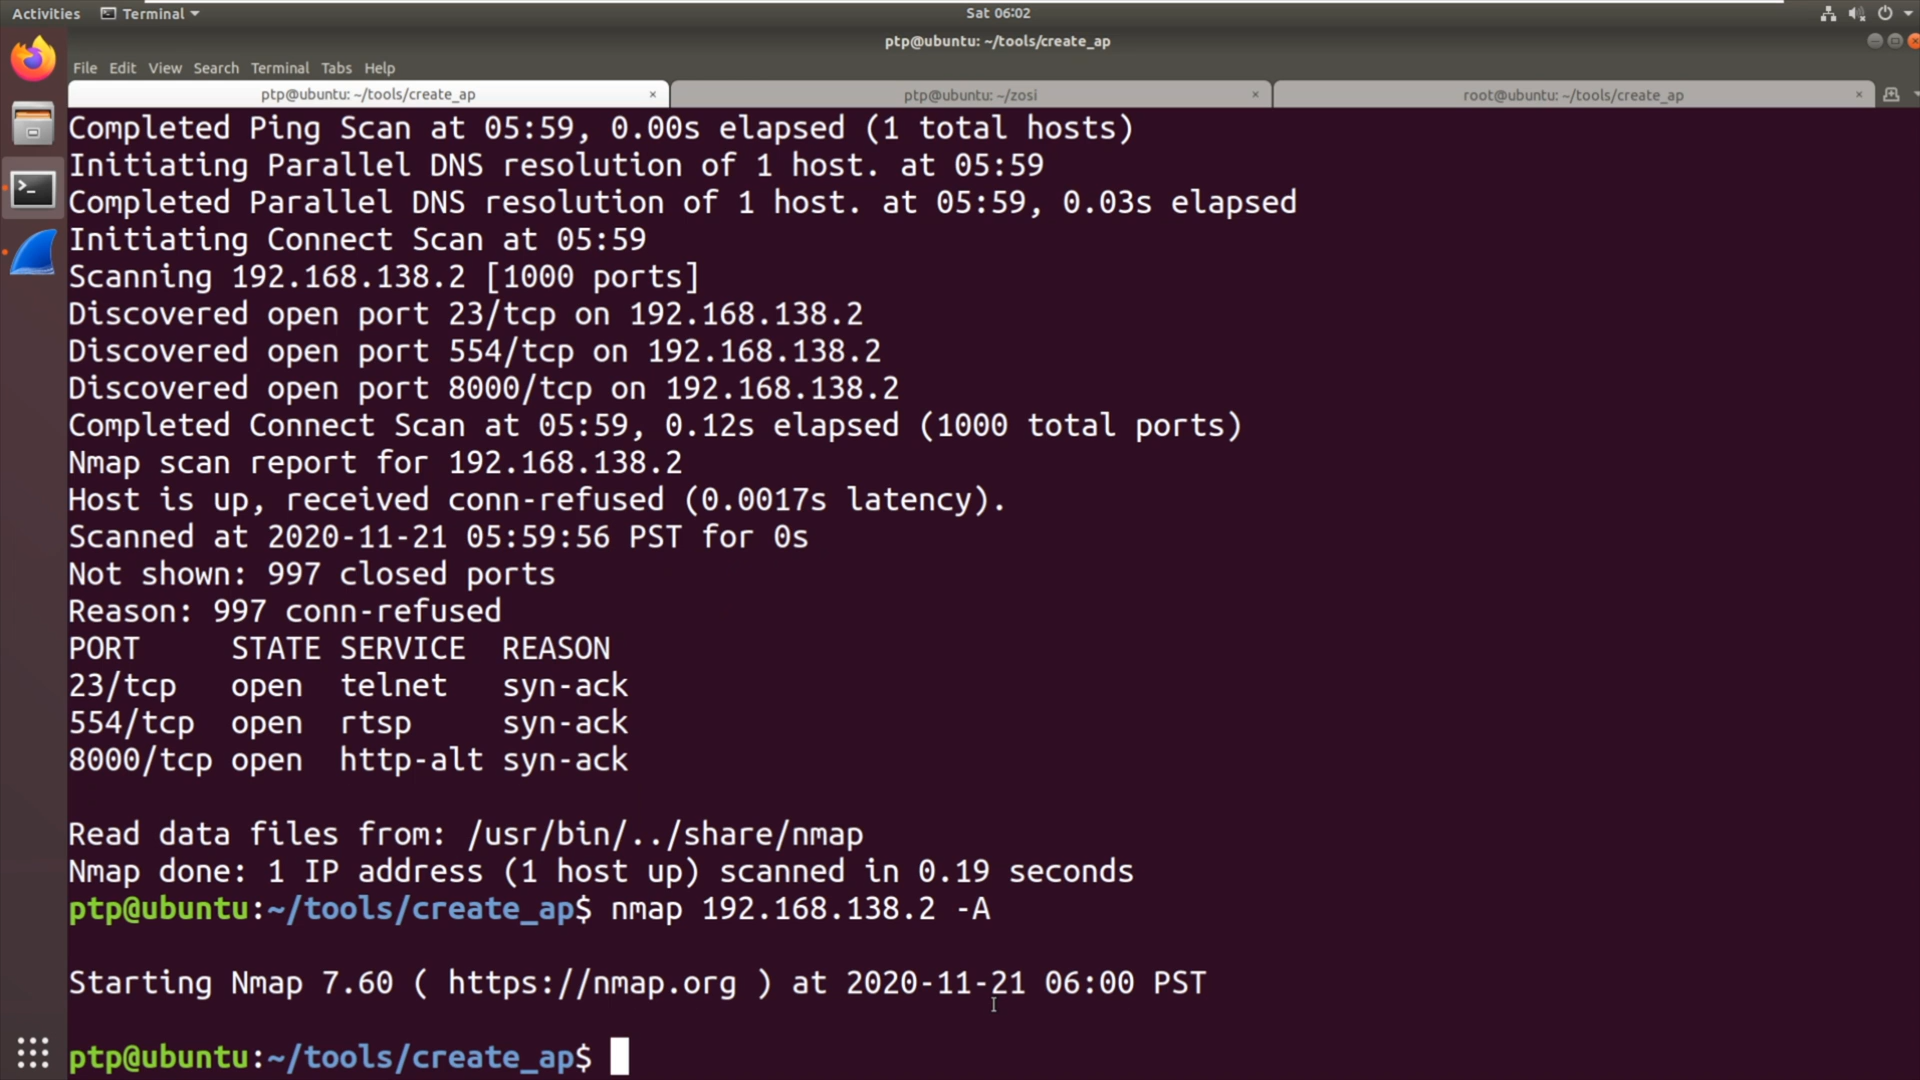 Activities Terminal Sat 06:02
ptp@ubuntu: ~/tools/create_ap
File Edit View Search Terminal Tabs Help
ptp@ubuntu: ~/tools/create_ap × ptp@ubuntu: ~/zosi × root@ubuntu: ~/tools/create_ap ×
Completed Ping Scan at 05:59, 0.00s elapsed (1 total hosts)
Initiating Parallel DNS resolution of 1 host. at 05:59
Completed Parallel DNS resolution of 1 host. at 05:59, 0.03s elapsed
Initiating Connect Scan at 05:59
Scanning 192.168.138.2 [1000 ports]
Discovered open port 23/tcp on 192.168.138.2
Discovered open port 554/tcp on 192.168.138.2
Discovered open port 8000/tcp on 192.168.138.2
Completed Connect Scan at 05:59, 0.12s elapsed (1000 total ports)
Nmap scan report for 192.168.138.2
Host is up, received conn-refused (0.0017s latency).
Scanned at 2020-11-21 05:59:56 PST for 0s
Not shown: 997 closed ports
Reason: 997 conn-refused
PORT     STATE SERVICE  REASON
23/tcp   open  telnet   syn-ack
554/tcp  open  rtsp     syn-ack
8000/tcp open  http-alt syn-ack
Read data files from: /usr/bin/../share/nmap
Nmap done: 1 IP address (1 host up) scanned in 0.19 seconds
ptp@ubuntu:~/tools/create_ap$ nmap 192.168.138.2 -A
Starting Nmap 7.60 ( https://nmap.org ) at 2020-11-21 06:00 PST
ptp@ubuntu:~/tools/create_ap$